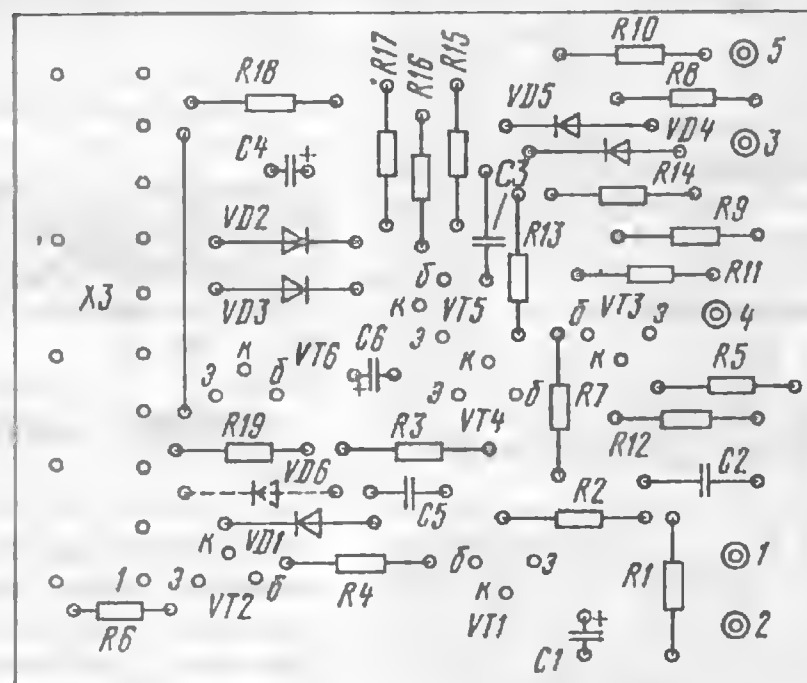 R10
5
R17
R15
R18
R16
R8
VD5
VD4
3
C4
+
C3
R14
VD2
R13
R9
б
R11
X3
VD3
к
VT5
б
VT3
э
4
C6
э
к
VT6
к
к
R5
э
б
+
э
б
R7
VT4
R12
R19
R3
C2
VD6
C5
R2
к
VD1
1
б
э
1
э
б
R4
к
R1
VT2
VT1
+
2
R6
C1